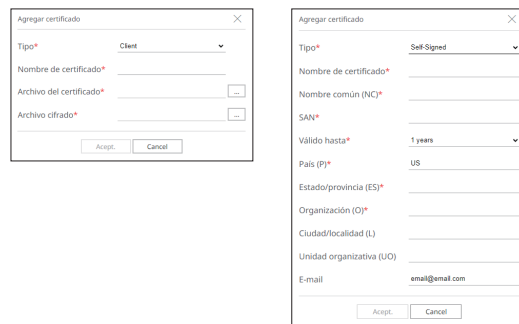 Agregar certificado
Tipo* Client
Nombre de certificado*
Archivo del certificado* ...
Archivo cifrado* ...
Acept. Cancel
Agregar certificado
Tipo* Self-Signed
Nombre de certificado*
Nombre común (NC)*
SAN*
Válido hasta* 1 years
País (P)* US
Estado/provincia (ES)*
Organización (O)*
Ciudad/localidad (L)
Unidad organizativa (UO)
E-mail email@email.com
Acept. Cancel